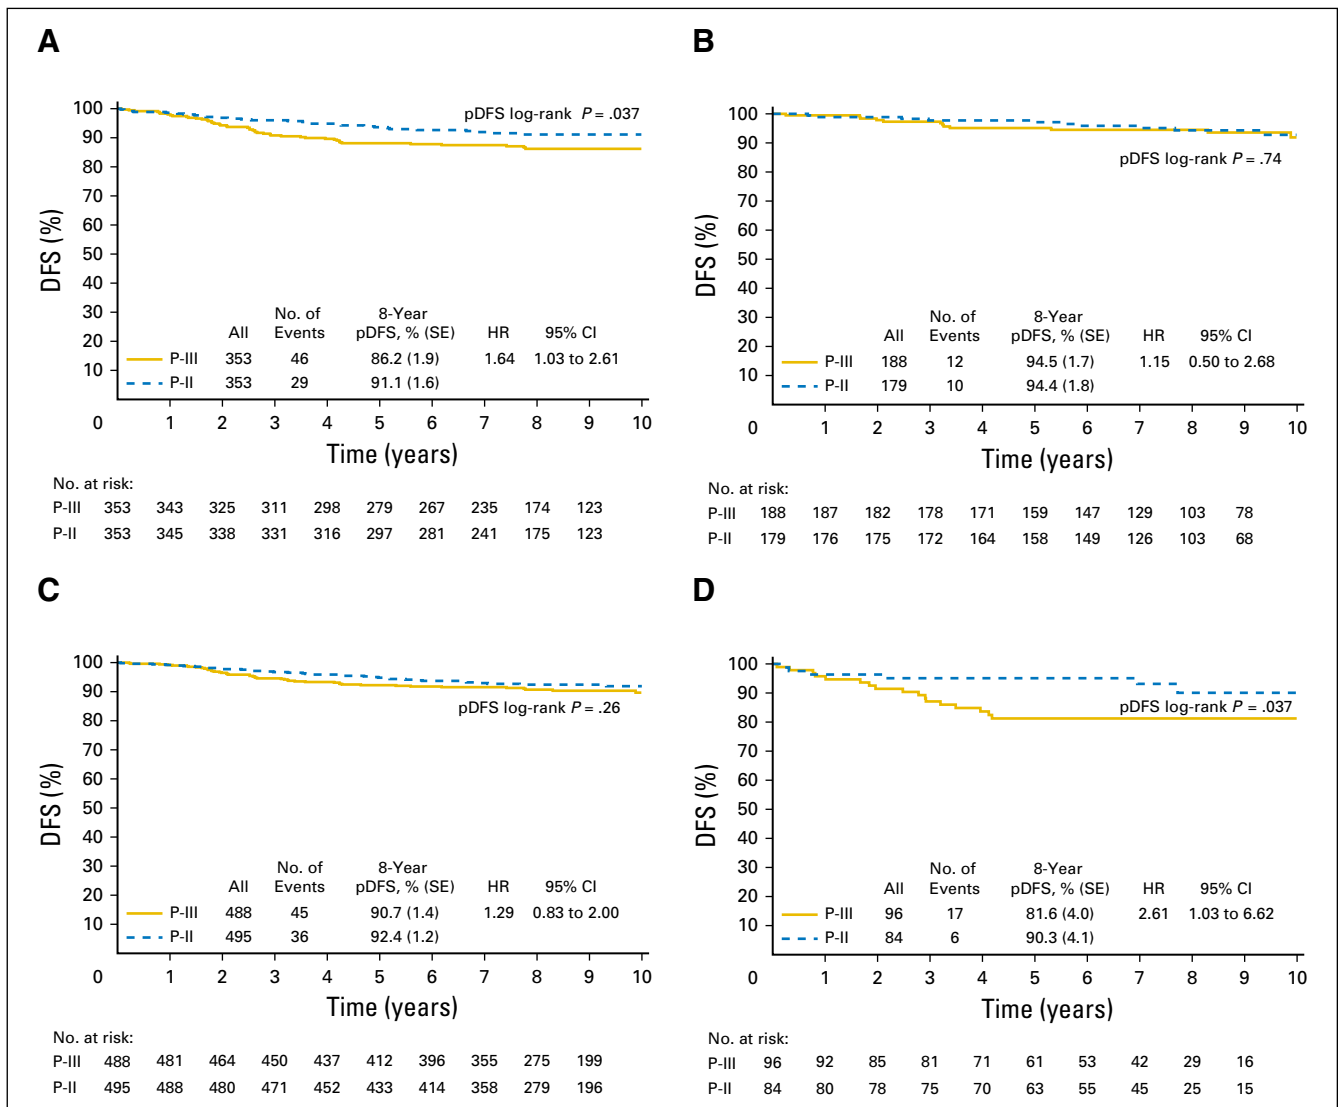 A
100
90
80
70
60
50
40
30
20
10
DFS (%)
pDFS log-rank P = .037
No. of 8-Year
All Events pDFS, % (SE) HR 95% CI
P-III 353 46 86.2 (1.9) 1.64 1.03 to 2.61
P-II 353 29 91.1 (1.6)
0 1 2 3 4 5 6 7 8 9 10
Time (years)
No. at risk:
P-III 353 343 325 311 298 279 267 235 174 123
P-II 353 345 338 331 316 297 281 241 175 123
B
100
90
80
70
60
50
40
30
20
10
DFS (%)
pDFS log-rank P = .74
No. of 8-Year
All Events pDFS, % (SE) HR 95% CI
P-III 188 12 94.5 (1.7) 1.15 0.50 to 2.68
P-II 179 10 94.4 (1.8)
0 1 2 3 4 5 6 7 8 9 10
Time (years)
No. at risk:
P-III 188 187 182 178 171 159 147 129 103 78
P-II 179 176 175 172 164 158 149 126 103 68
C
100
90
80
70
60
50
40
30
20
10
DFS (%)
pDFS log-rank P = .26
No. of 8-Year
All Events pDFS, % (SE) HR 95% CI
P-III 488 45 90.7 (1.4) 1.29 0.83 to 2.00
P-II 495 36 92.4 (1.2)
0 1 2 3 4 5 6 7 8 9 10
Time (years)
No. at risk:
P-III 488 481 464 450 437 412 396 355 275 199
P-II 495 488 480 471 452 433 414 358 279 196
D
100
90
80
70
60
50
40
30
20
10
DFS (%)
pDFS log-rank P = .037
No. of 8-Year
All Events pDFS, % (SE) HR 95% CI
P-III 96 17 81.6 (4.0) 2.61 1.03 to 6.62
P-II 84 6 90.3 (4.1)
0 1 2 3 4 5 6 7 8 9 10
Time (years)
No. at risk:
P-III 96 92 85 81 71 61 53 42 29 16
P-II 84 80 78 75 70 63 55 45 25 15